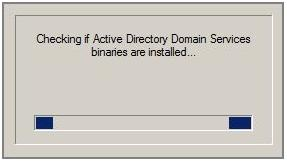 Checking if Active Directory Domain Services
binaries are installed...